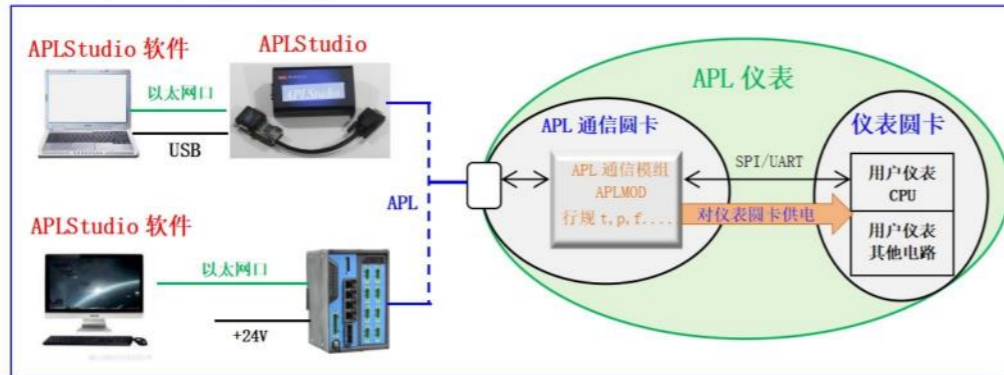 APLStudio 软件
APLStudio
以太网口
USB
APLStudio
APL 仪表
APL 通信圆卡
仪表圆卡
APL 通信模组
APLMOD
行规 t,p,f....
SPI/UART
对仪表圆卡供电
用户仪表
CPU
用户仪表
其他电路
APL
APLStudio 软件
以太网口
+24V